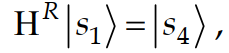 H^R |s_1⟩ = |s_4⟩ ,